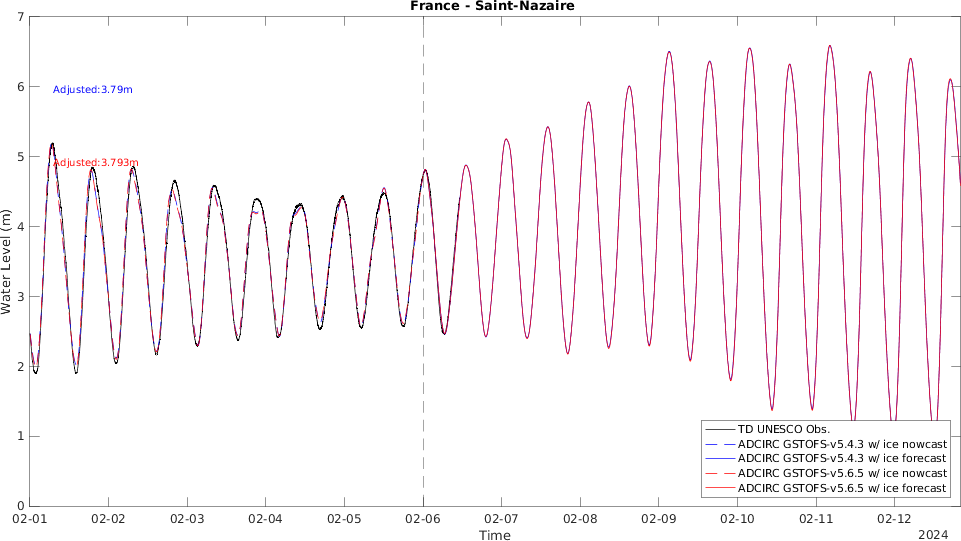 France - Saint-Nazaire
7
6
5
4
3
2
1
0
Water Level (m)
Adjusted:3.79m
Adjusted:3.793m
TD UNESCO Obs.
ADCIRC GSTOFS-v5.4.3 w/ ice nowcast
ADCIRC GSTOFS-v5.4.3 w/ ice forecast
ADCIRC GSTOFS-v5.6.5 w/ ice nowcast
ADCIRC GSTOFS-v5.6.5 w/ ice forecast
02-01 02-02 02-03 02-04 02-05 02-06 02-07 02-08 02-09 02-10 02-11 02-12
Time
2024